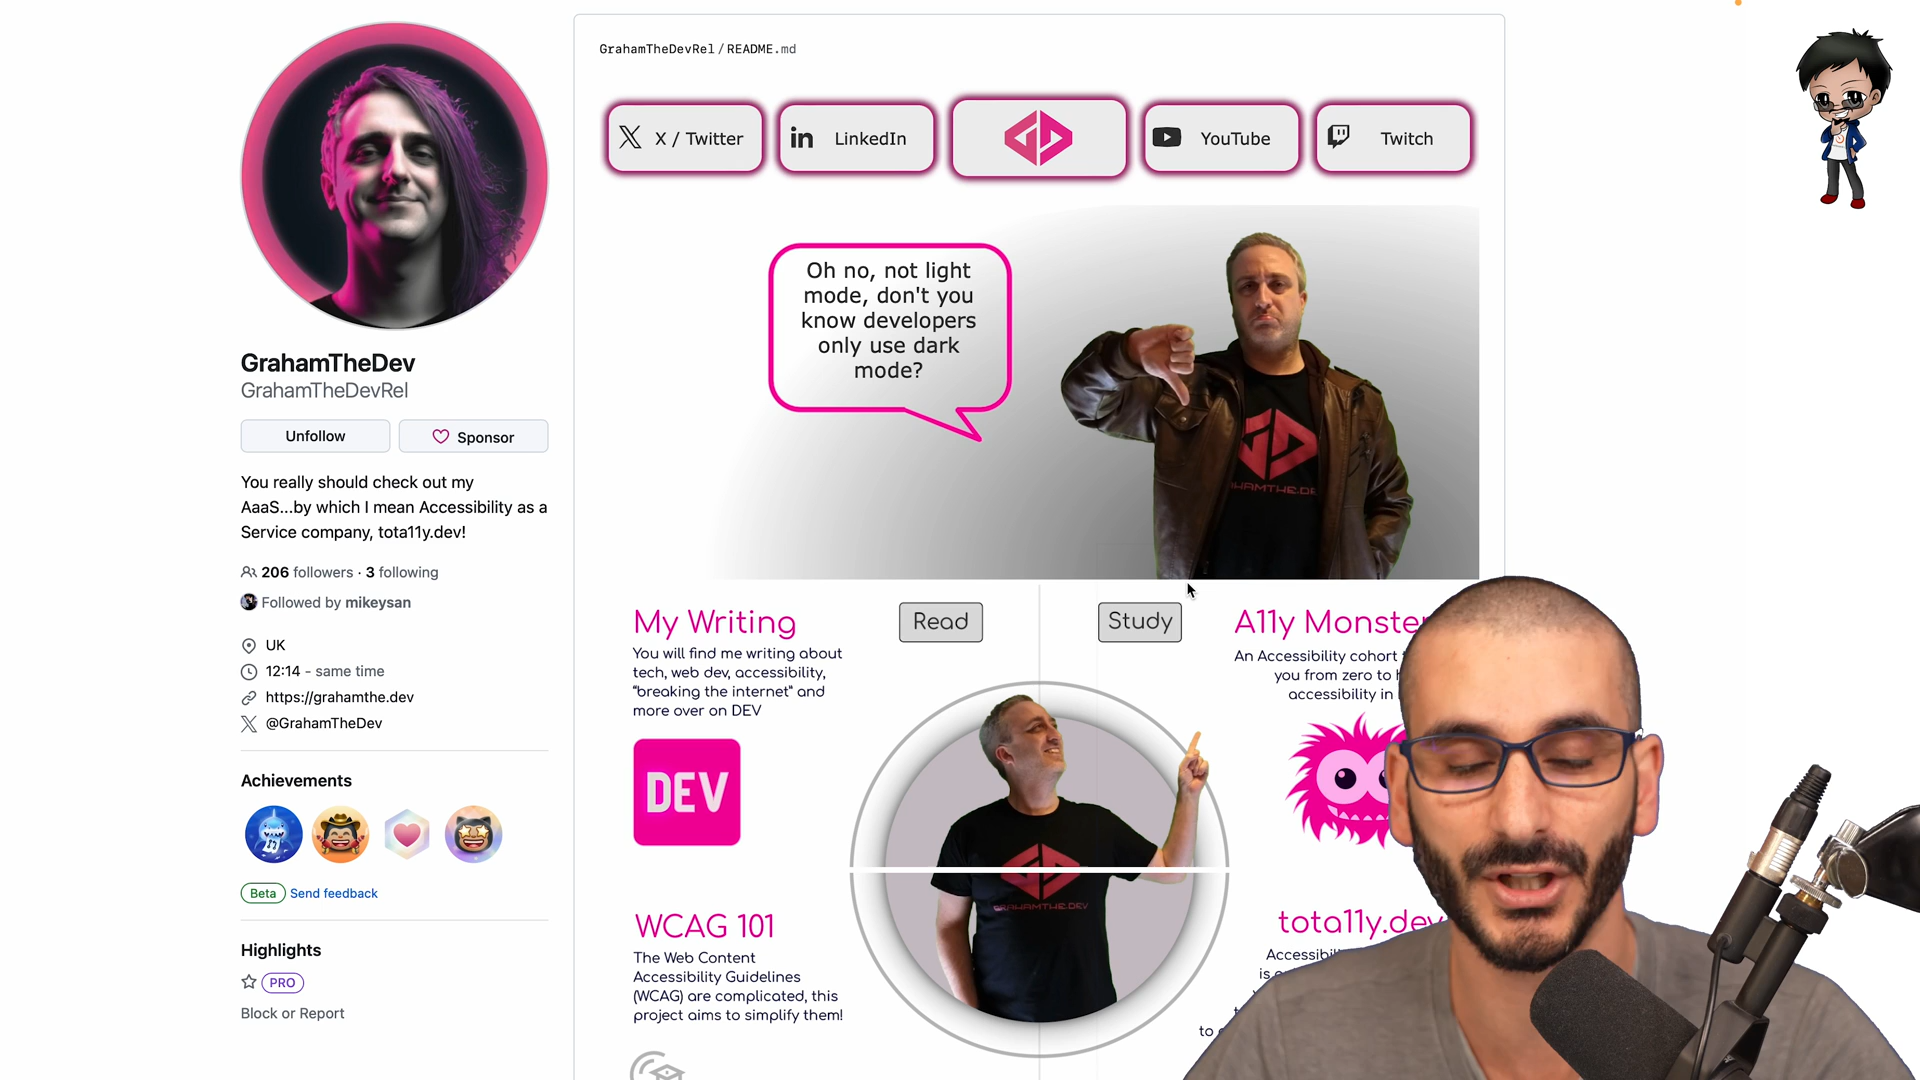 GrahamTheDev
GrahamTheDevRel
Unfollow
Sponsor
You really should check out my
AaaS...by which I mean Accessibility as a
Service company, tota11y.dev!
206 followers · 3 following
Followed by mikeysan
UK
12:14 - same time
https://grahamthe.dev
@GrahamTheDev
Achievements
Beta Send feedback
Highlights
PRO
Block or Report
GrahamTheDevRel / README.md
X / Twitter
LinkedIn
YouTube
Twitch
Oh no, not light
mode, don't you
know developers
only use dark
mode?
My Writing
Read
You will find me writing about
tech, web dev, accessibility,
“breaking the internet” and
more over on DEV
DEV
Study
A11y
An Accessibility cohort
you from zero to
accessibility in
WCAG 101
The Web Content
Accessibility Guidelines
(WCAG) are complicated, this
project aims to simplify them!
GRAHAMTHE.DEV
tota11y.dev
is
to